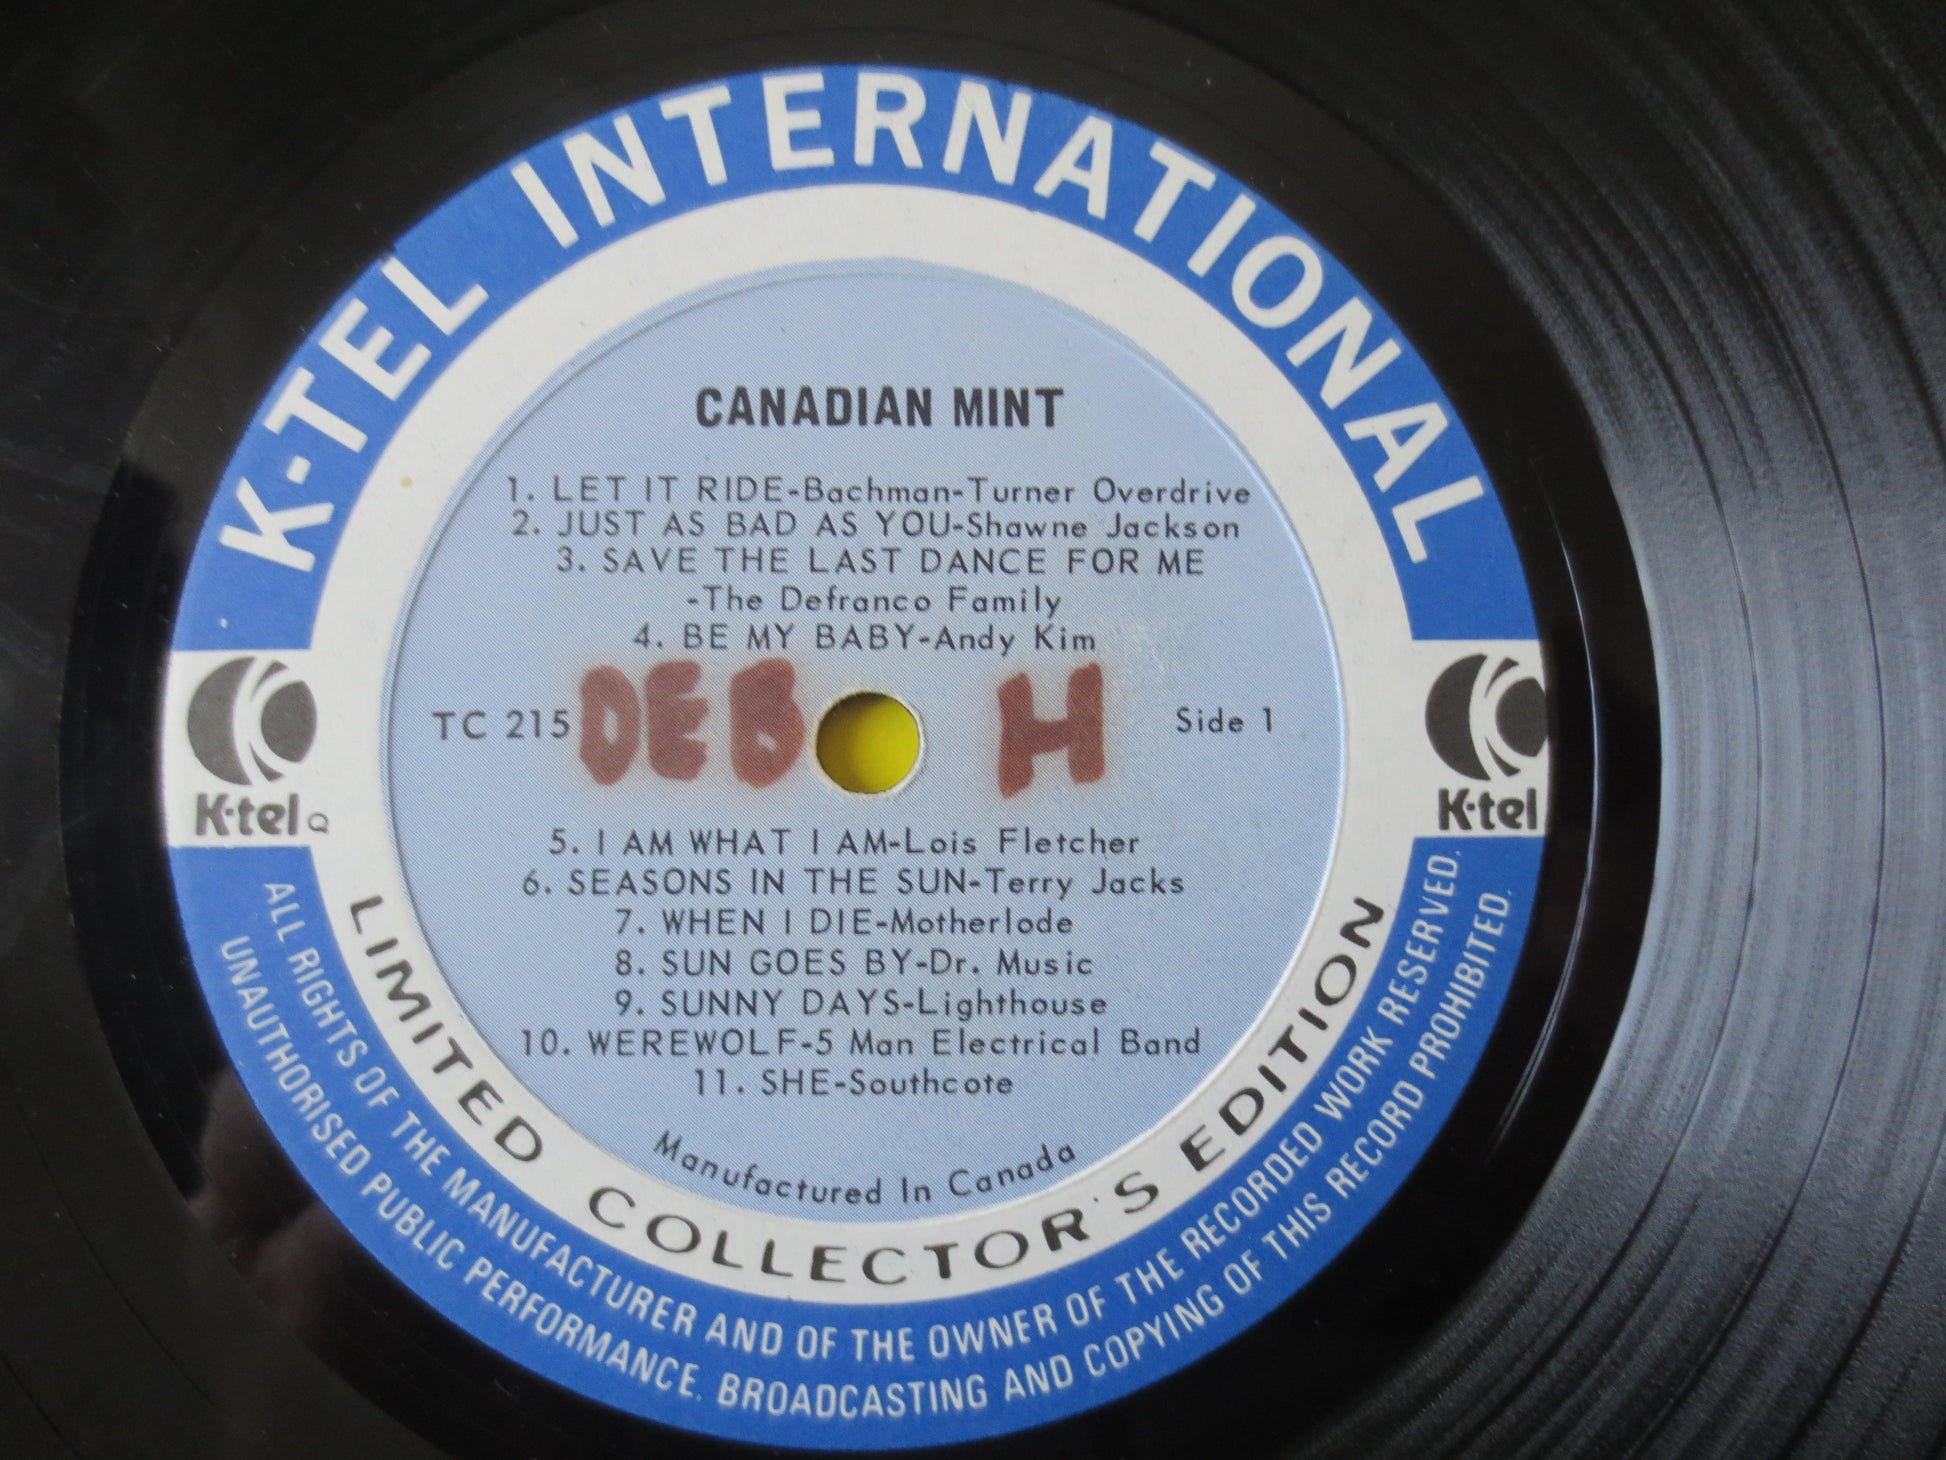 K-TEL INTERNATIONAL
CANADIAN MINT
1. LET IT RIDE-Bachman-Turner Overdrive
2. JUST AS BAD AS YOU-Shawne Jackson
3. SAVE THE LAST DANCE FOR ME
-The Defranco Family
4. BE MY BABY-Andy Kim
TC 215
DEB H
Side 1
K-tel
K-tel
5. I AM WHAT I AM-Lois Fletcher
6. SEASONS IN THE SUN-Terry Jacks
7. WHEN I DIE-Motherlode
8. SUN GOES BY-Dr. Music
9. SUNNY DAYS-Lighthouse
10. WEREWOLF-5 Man Electrical Band
11. SHE-Southcote
Manufactured In Canada
LIMITED COLLECTOR'S EDITION
ALL RIGHTS OF THE MANUFACTURER AND OF THE OWNER OF THE RECORDED WORK RESERVED.
UNAUTHORISED PUBLIC PERFORMANCE, BROADCASTING AND COPYING OF THIS RECORD PROHIBITED.